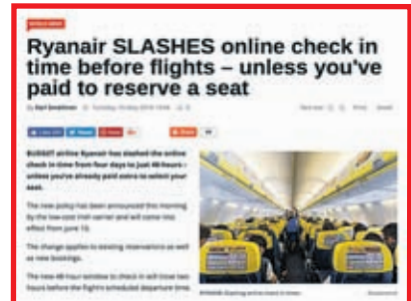 WORLD NEWS
Ryanair SLASHES online check in
time before flights – unless you've
paid to reserve a seat
BUDGET airline Ryanair has slashed the online
check in time from four days to just 48 hours -
unless you've already paid extra to select your
seat.
The new policy has been announced this morning
by the low-cost Irish carrier and will come into
effect from June 13.
The change applies to existing reservations as well
as new bookings.
The new 48-hour window to check in will close two
hours before the flight's scheduled departure time.